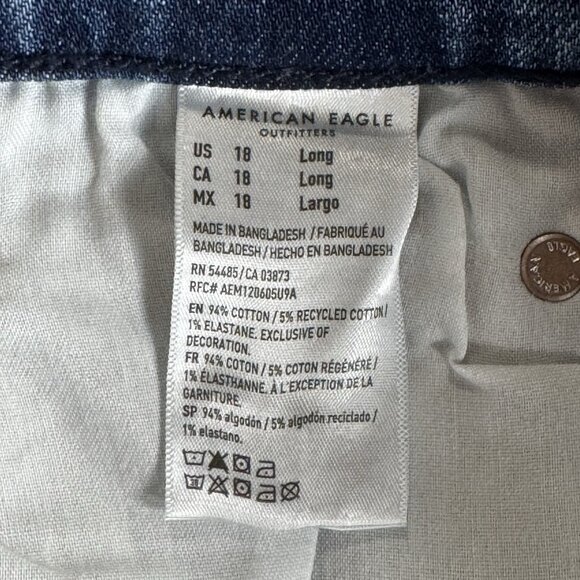 AMERICAN EAGLE
OUTFITTERS
US 18 Long
CA 18 Long
MX 18 Largo
MADE IN BANGLADESH / FABRIQUÉ AU
BANGLADESH / HECHO EN BANGLADESH
RN 54485 / CA 03873
RFC# AEM120605U9A
EN 94% COTTON / 5% RECYCLED COTTON /
1% ELASTANE. EXCLUSIVE OF
DECORATION.
FR 94% COTON / 5% COTON RÉGÉNÉRÉ /
1% ÉLASTHANNE. À L'EXCEPTION DE LA
GARNITURE.
SP 94% algodón / 5% algodón reciclado /
1% elastano.
30
AMERICAN EAGLE